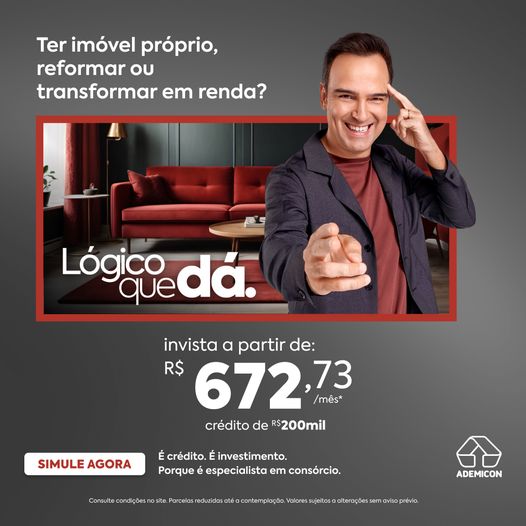 Ter imóvel próprio,
reformar ou
transformar em renda?
Lógico
que dá.
invista a partir de:
R$ 672,73
/mês*
crédito de R$200mil
SIMULE AGORA
É crédito. É investimento.
Porque é especialista em consórcio.
ADEMICON
Consulte condições no site. Parcelas reduzidas até a contemplação. Valores sujeitos a alterações sem aviso prévio.